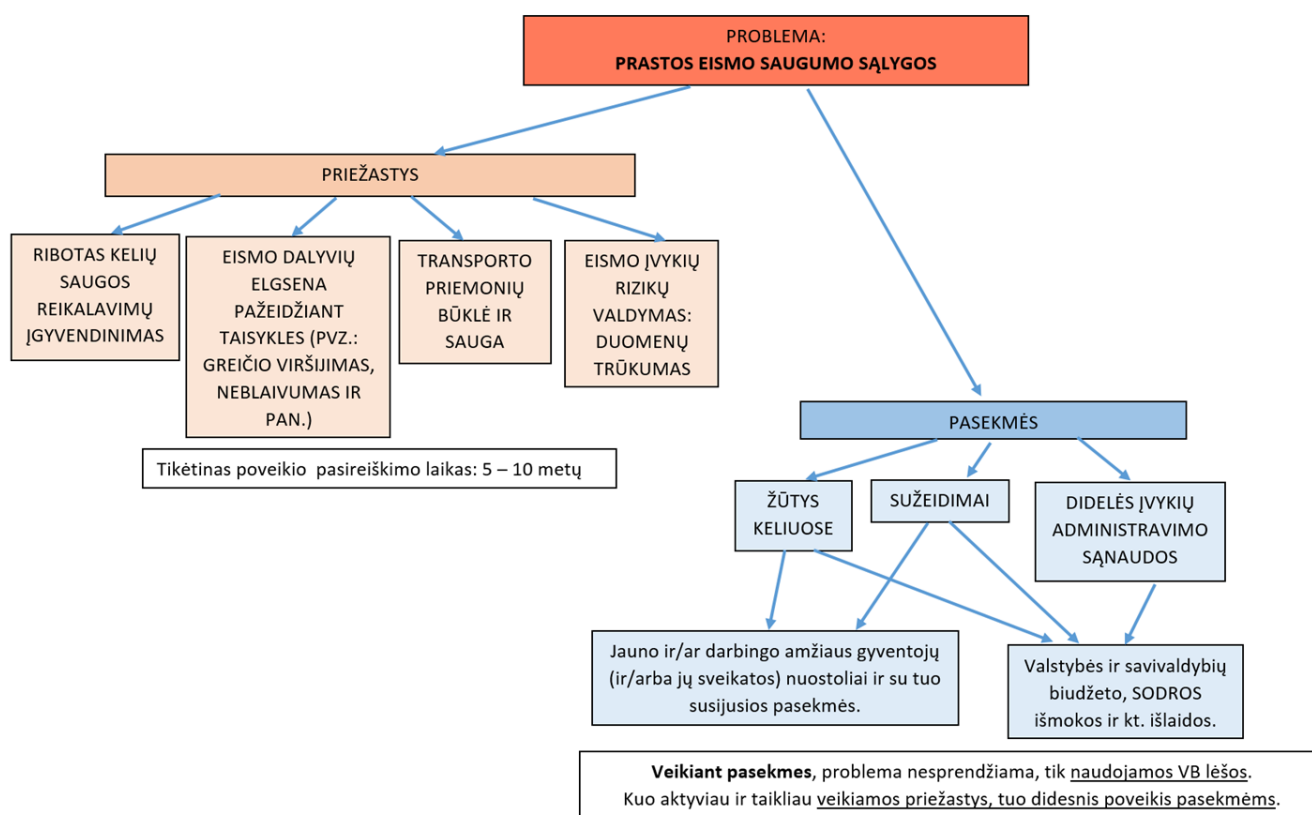 PROBLEMA:
PRASTOS EISMO SAUGUMO SĄLYGOS
PRIEŽASTYS
RIBOTAS KELIŲ
SAUGOS
REIKALAVIMŲ
ĮGYVENDINIMAS
EISMO DALYVIŲ
ELGSENA
PAŽEIDŽIANT
TAISYKLES (PVZ.:
GREIČIO VIRŠIJIMAS,
NEBLAIVUMAS IR
PAN.)
TRANSPORTO
PRIEMONIŲ
BŪKLĖ IR
SAUGA
EISMO ĮVYKIŲ
RIZIKŲ
VALDYMAS:
DUOMENŲ
TRŪKUMAS
Tikėtinas poveikio pasireiškimo laikas: 5 – 10 metų
PASEKMĖS
ŽŪTYS
KELIUOSE
SUŽEIDIMAI
DIDELĖS ĮVYKIŲ
ADMINISTRAVIMO
SĄNAUDOS
Jauno ir/ar darbingo amžiaus gyventojų
(ir/arba jų sveikatos) nuostoliai ir su tuo
susijusios pasekmės.
Valstybės ir savivaldybių
biudžeto, SODROS
išmokos ir kt. išlaidos.
Veikiant pasekmes, problema nesprendžiama, tik naudojamos VB lėšos.
Kuo aktyviau ir taikliau veikiamos priežastys, tuo didesnis poveikis pasekmėms.